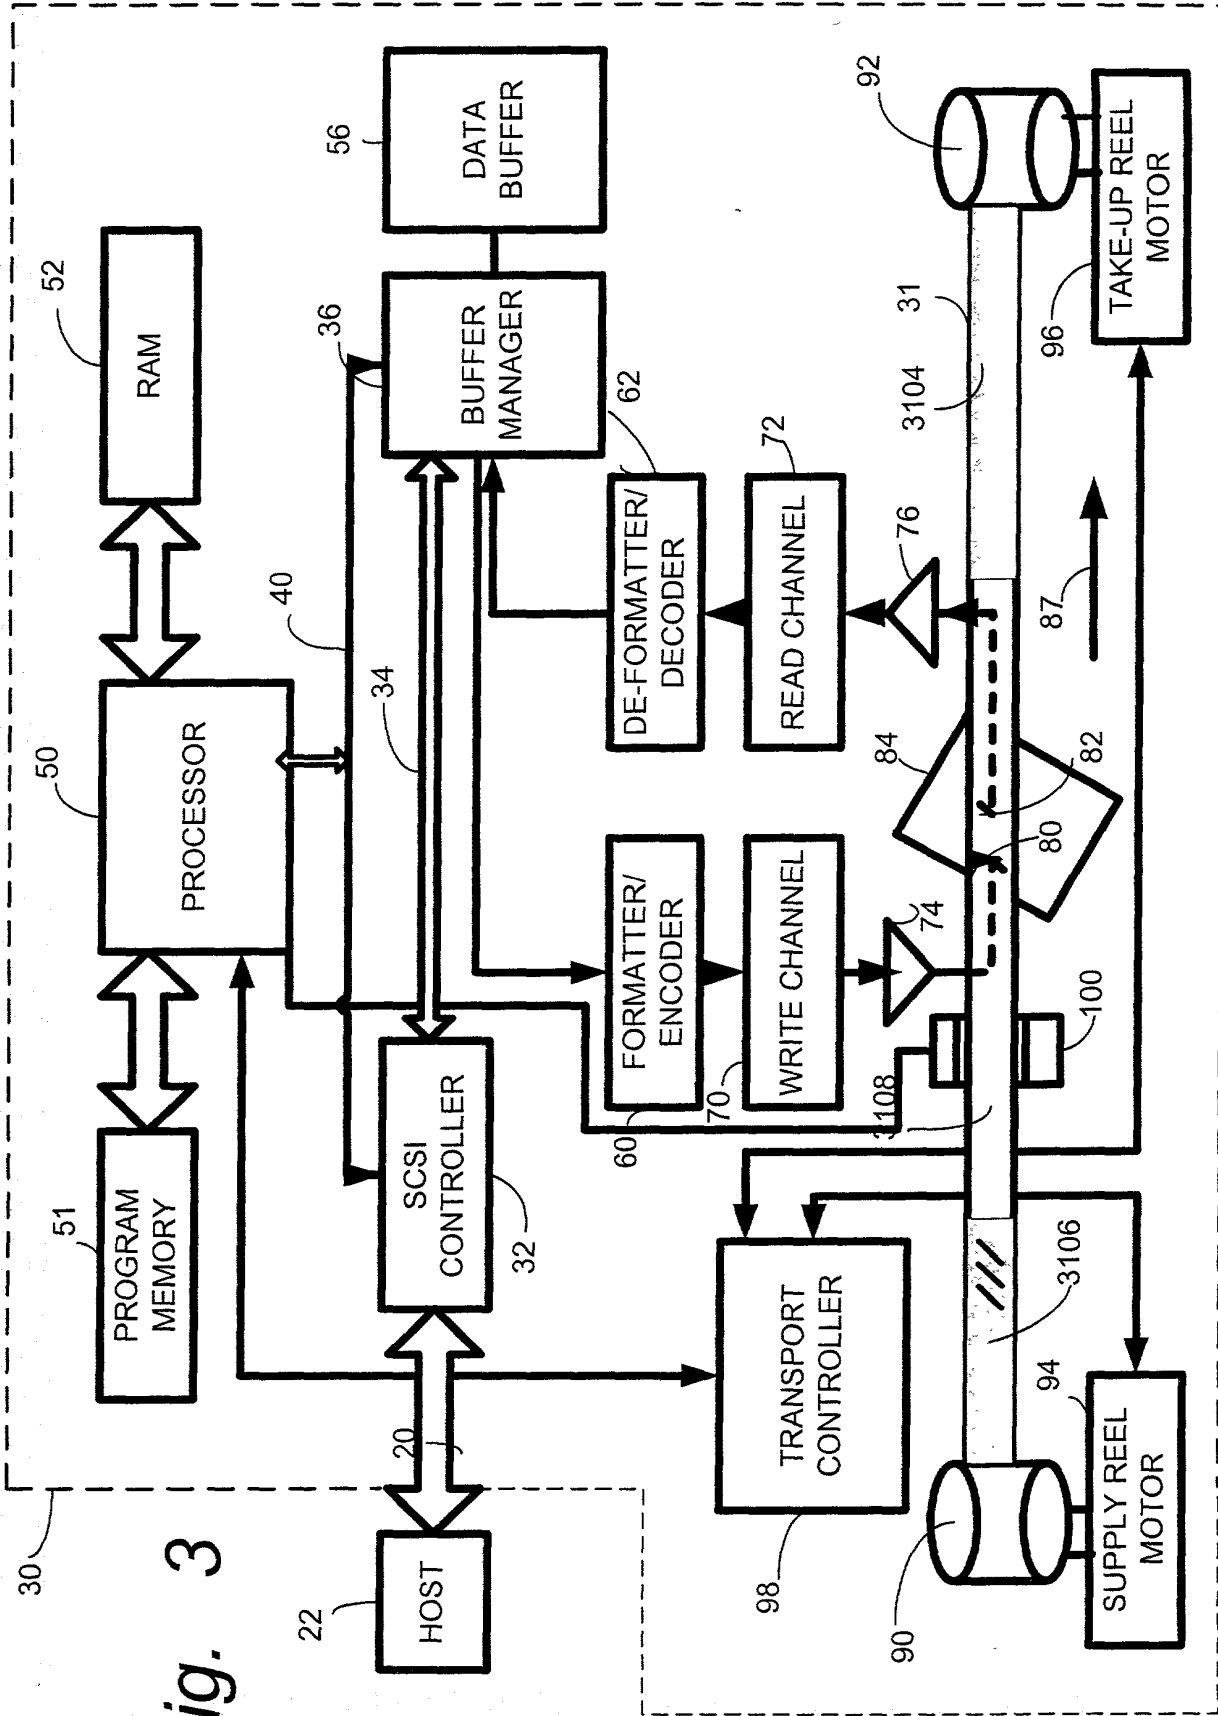 ig. 3
30
22
HOST
20
51
PROGRAM
MEMORY
50
PROCESSOR
52
RAM
40
34
32
SCSI
CONTROLLER
36
BUFFER
MANAGER
56
DATA
BUFFER
60
FORMATTER/
ENCODER
62
DE-FORMATTER/
DECODER
70
WRITE CHANNEL
72
READ CHANNEL
74
76
98
TRANSPORT
CONTROLLER
84
80
82
3108
100
3106
3104
31
87
90
92
94
SUPPLY REEL
MOTOR
96
TAKE-UP REEL
MOTOR